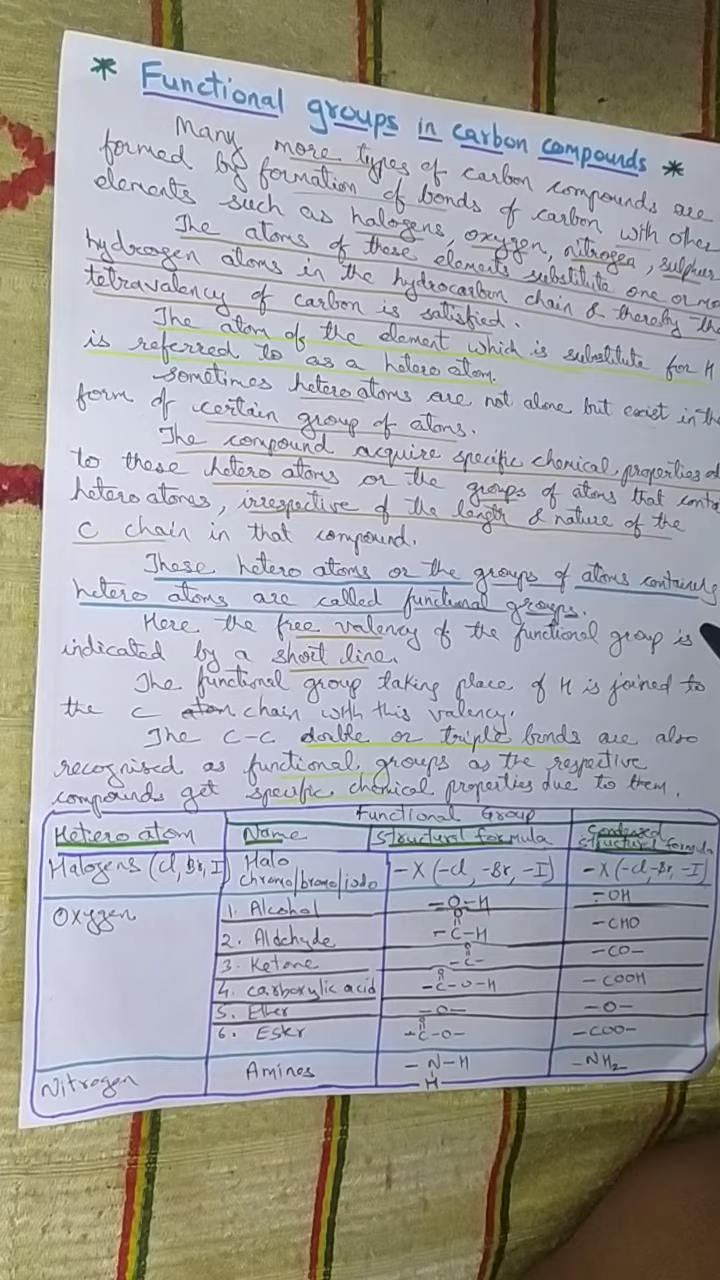 * Functional groups in carbon compounds *
Many more types of carbon compounds are
formed by formation of bonds of carbon with other
elements such as halogens, oxygen, nitrogen, sulphur
The atoms of these elements substitute one or mo
hydrogen atoms in the hydrocarbon chain & thereby the
tetravalency of carbon is satisfied.
The atom of the element which is substitute for H
is referred to as a hetero atom.
Sometimes hetero atoms are not alone but exist in the
form of certain group of atoms.
The compound acquire specific chemical properties d
to these hetero atoms or the groups of atoms that conta
hetero atoms, irrespective of the length & nature of the
C chain in that compound.
These hetero atoms or the groups of atoms containing
hetero atoms are called functional groups.
Here the free valency of the functional group is
indicated by a short line.
The functional group taking place of H is joined to
the C chain with this valency.
The C-C double or triple bonds are also
recognised as functional groups as the respective
compounds get specific chemical properties due to them.
Functional Group
Hetero atom Name Structural formula Condensed structural formula
Halogens (Cl, Br, I) Halo -X (-Cl, -Br, -I) -X (-Cl-Br, -I)
chromo/bromo/iodo
Oxygen 1. Alcohol -O-H -OH
2. Aldehyde O || -C-H -CHO
3. Ketone O || -C- -CO-
4. Carboxylic acid O || -C-O-H -COOH
5. Ether -O- -O-
6. Ester O || -C-O- -COO-
Nitrogen Amines -N-H -NH₂
H